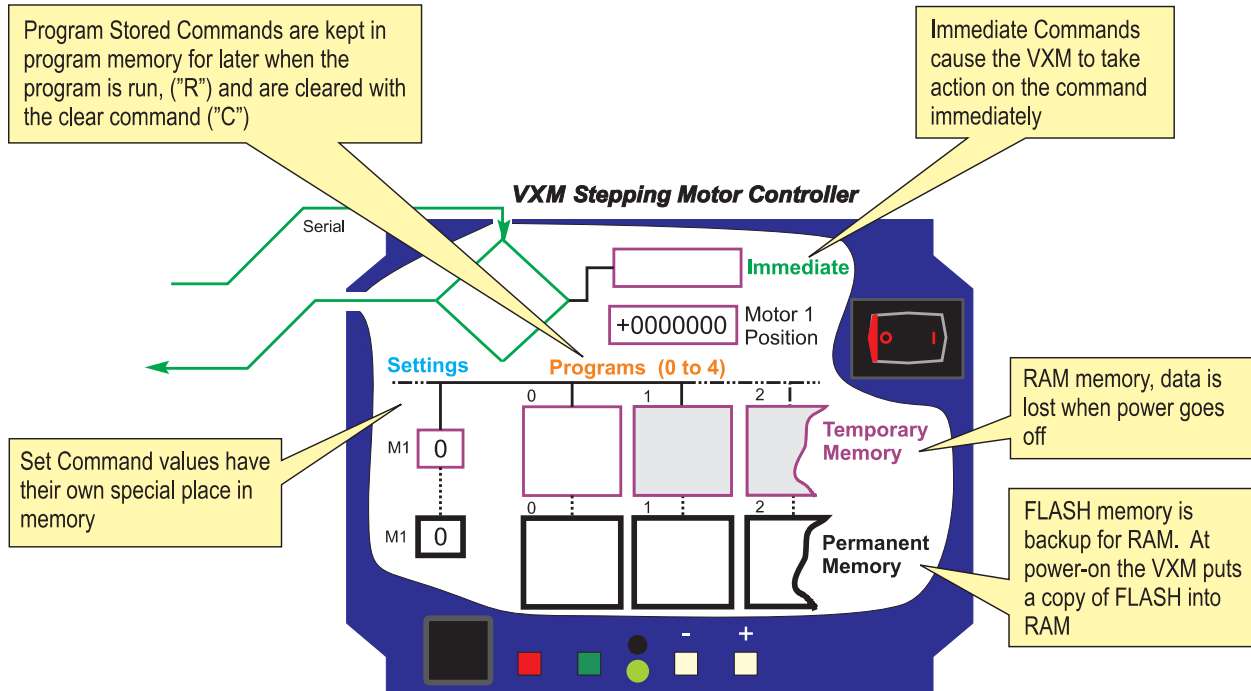 Program Stored Commands are kept in
program memory for later when the
program is run, ("R") and are cleared with
the clear command ("C")
Immediate Commands
cause the VXM to take
action on the command
immediately
VXM Stepping Motor Controller
Serial
Immediate
+0000000
Motor 1
Position
Settings
Programs (0 to 4)
0
1
2
M1
0
Temporary
Memory
RAM memory, data is
lost when power goes
off
Set Command values have
their own special place in
memory
0
1
2
M1
0
Permanent
Memory
FLASH memory is
backup for RAM. At
power-on the VXM puts
a copy of FLASH into
RAM
- +